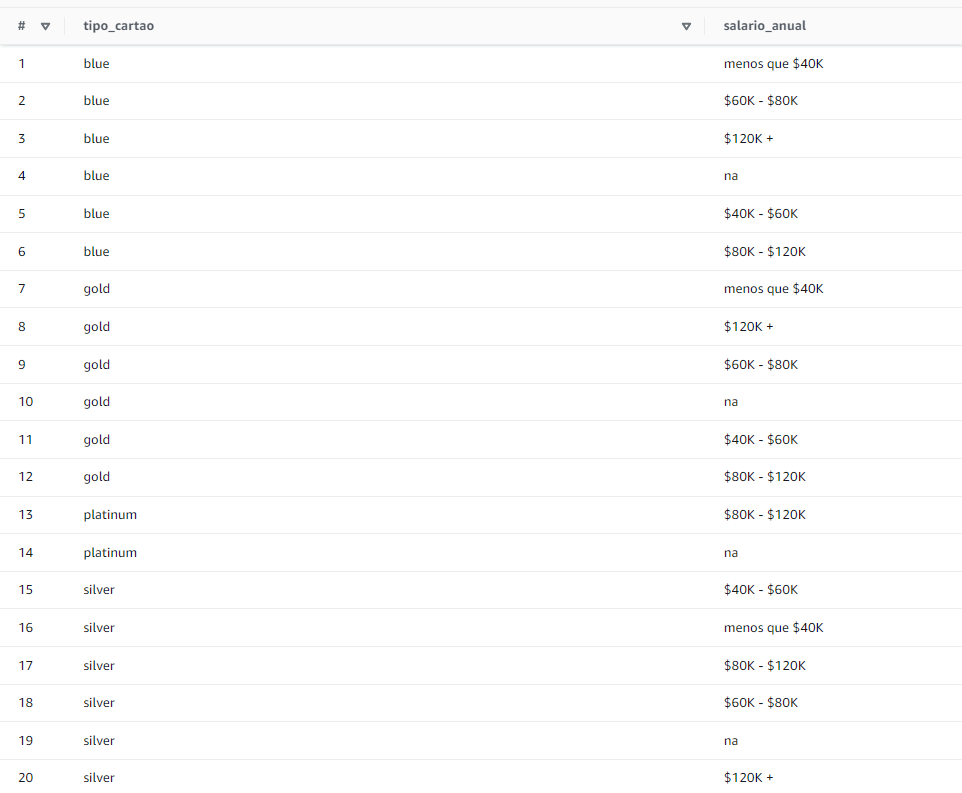 # tipo_cartao salario_anual
1 blue menos que $40K
2 blue $60K - $80K
3 blue $120K +
4 blue na
5 blue $40K - $60K
6 blue $80K - $120K
7 gold menos que $40K
8 gold $120K +
9 gold $60K - $80K
10 gold na
11 gold $40K - $60K
12 gold $80K - $120K
13 platinum $80K - $120K
14 platinum na
15 silver $40K - $60K
16 silver menos que $40K
17 silver $80K - $120K
18 silver $60K - $80K
19 silver na
20 silver $120K +